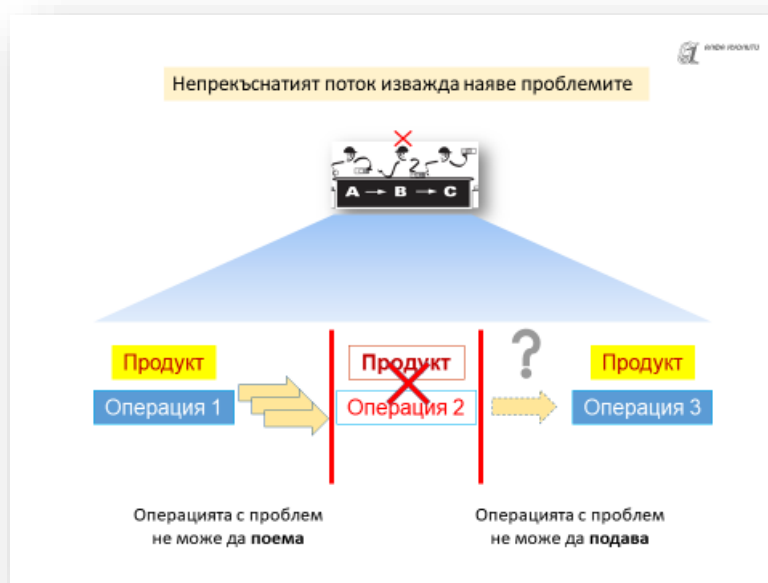 Непрекъснатият поток изважда наяве проблемите
A → B → C
?
Продукт
Продукт
Продукт
Операция 1
Операция 2
Операция 3
Операцията с проблем
не може да поема
Операцията с проблем
не може да подава